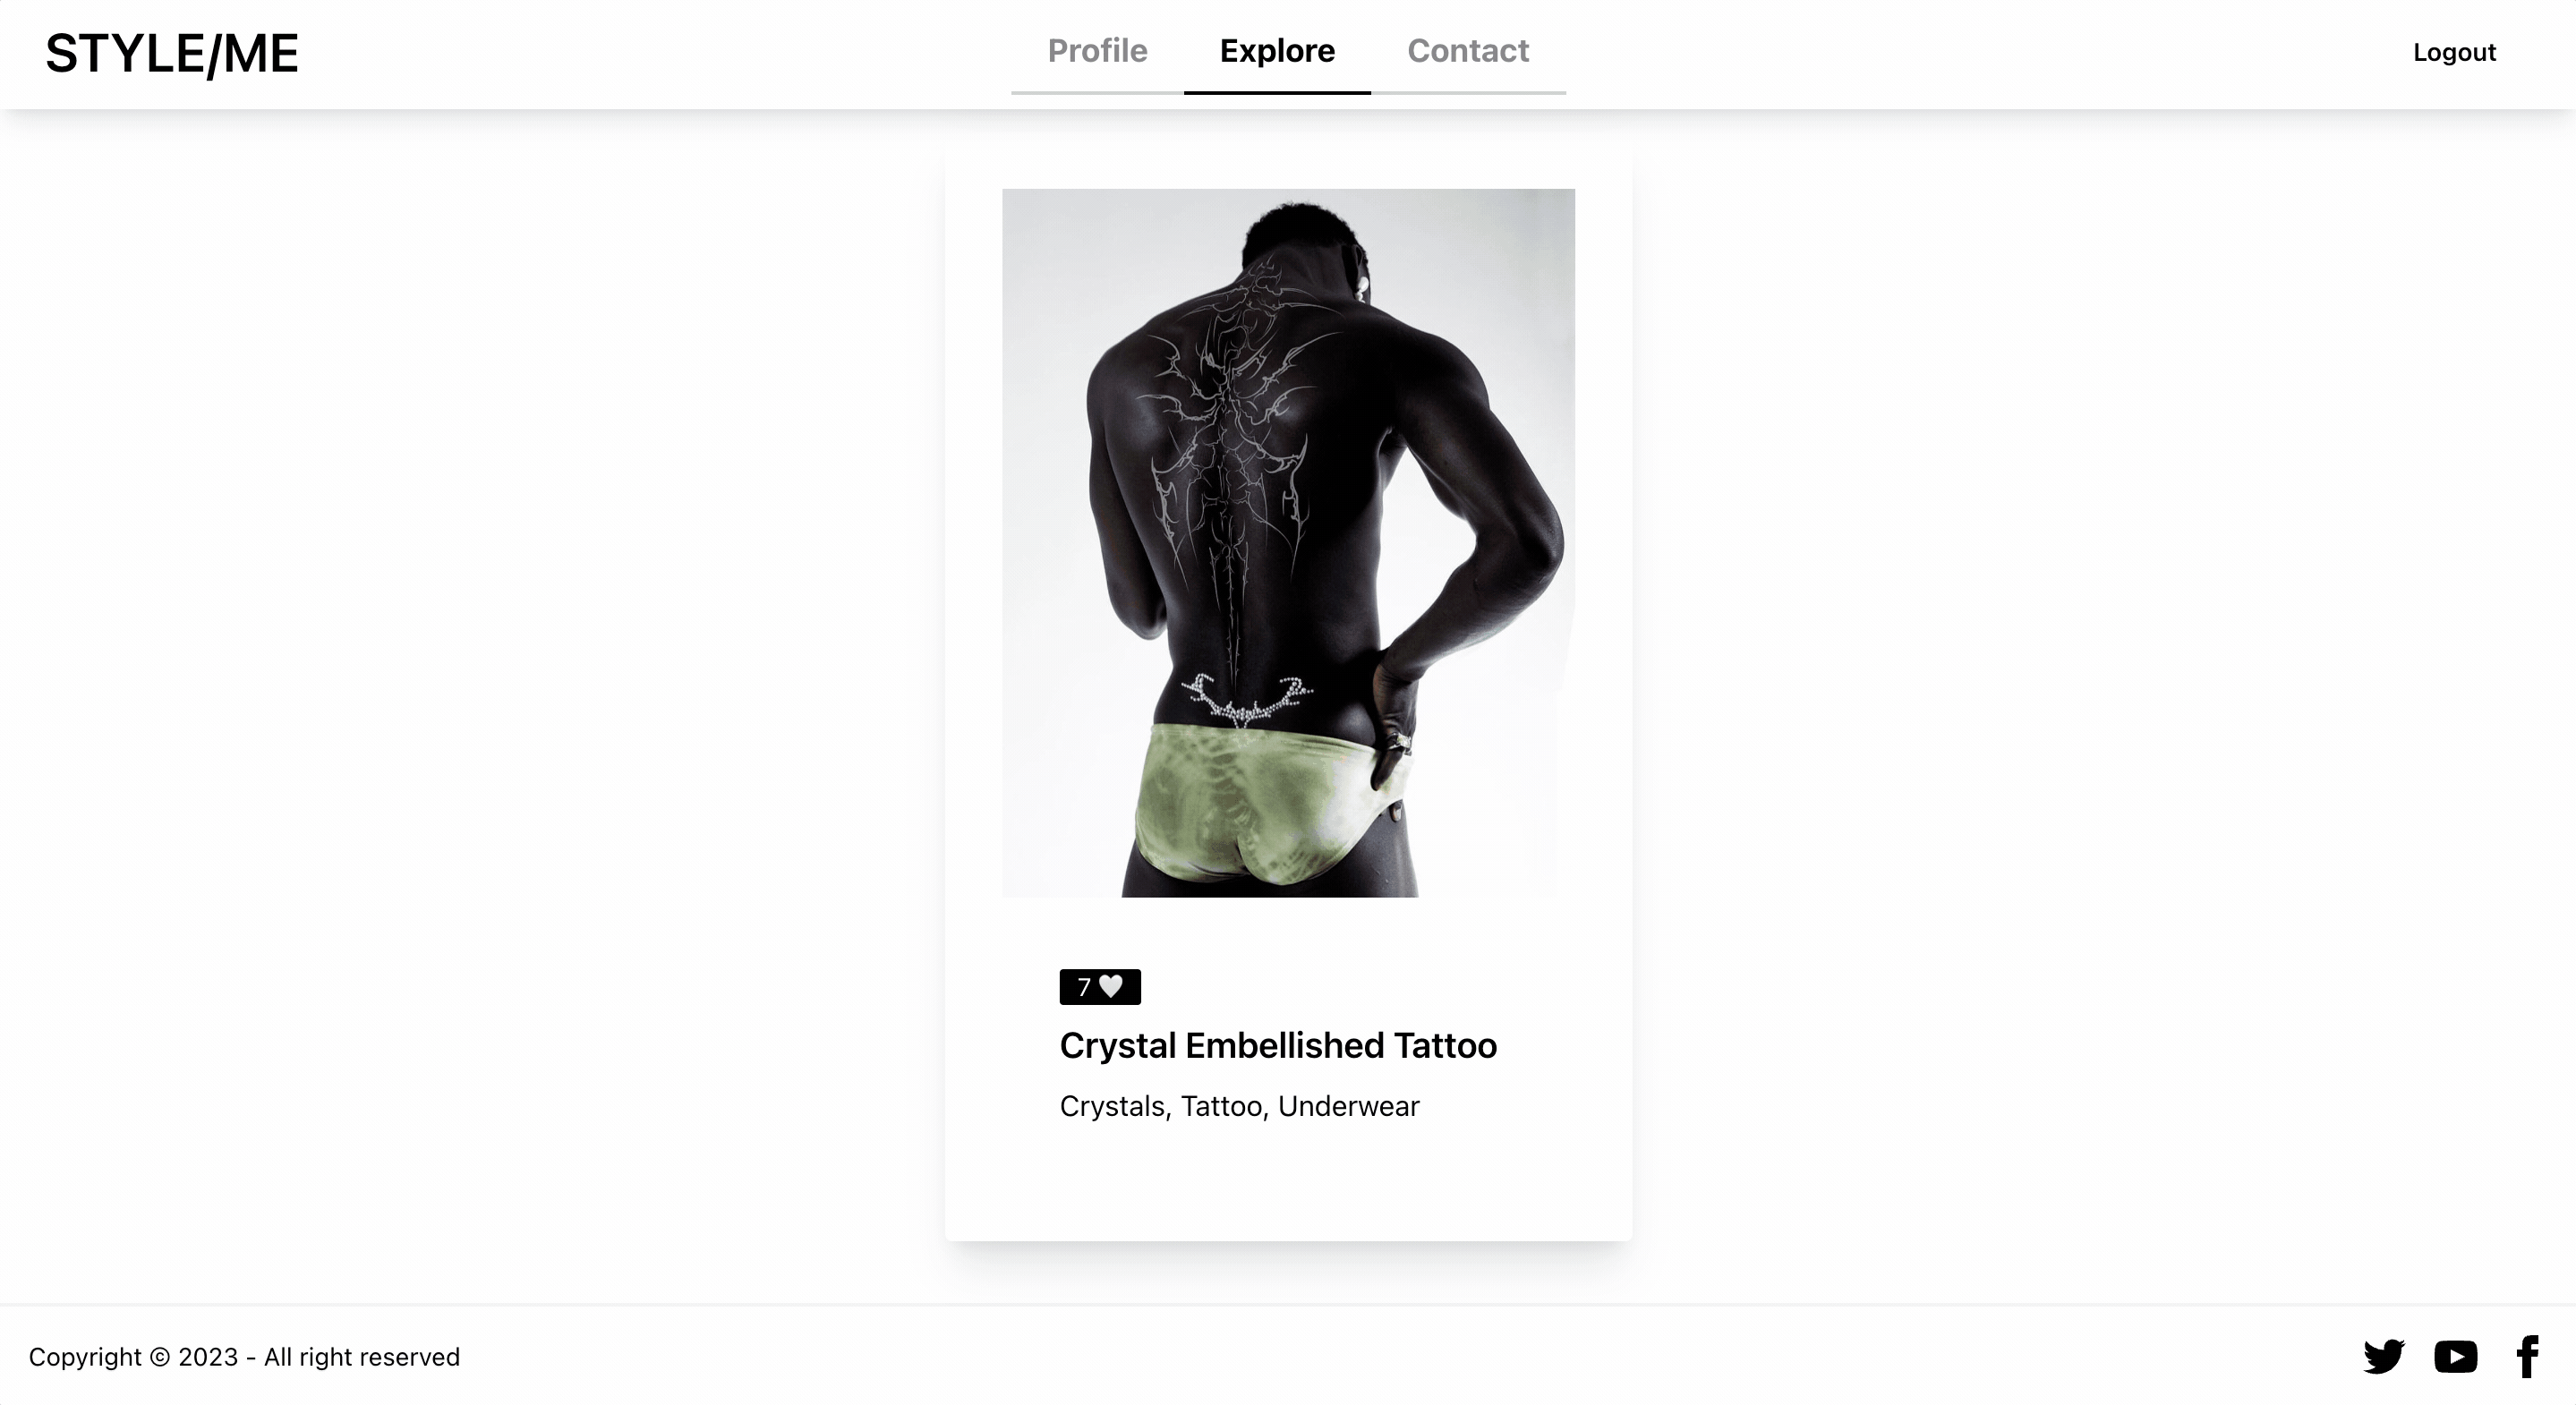 STYLE/ME
Profile Explore Contact
Logout
7
Crystal Embellished Tattoo
Crystals, Tattoo, Underwear
Copyright © 2023 - All right reserved